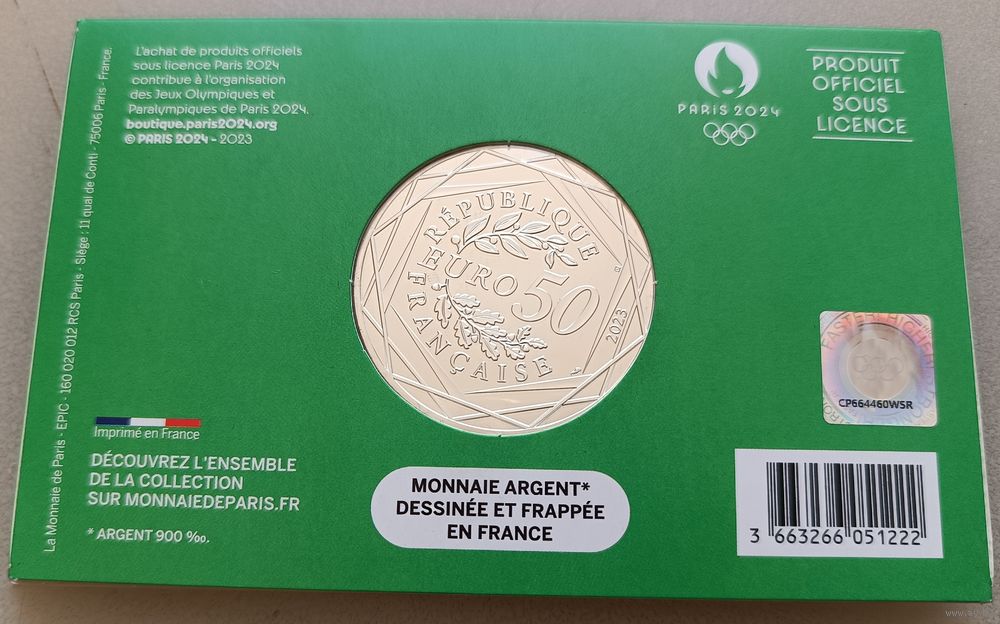 L'achat de produits officiels
sous licence Paris 2024
contribue à l'organisation
des Jeux Olympiques et
Paralympiques de Paris 2024.
boutique.paris2024.org
© PARIS 2024 - 2023
PARIS 2024
PRODUIT
OFFICIEL
SOUS
LICENCE
La Monnaie de Paris - EPIC - 160 020 012 RCS Paris - Siège : 11 quai de Conti - 75006 Paris - France.
RÉPUBLIQUE
EURO 50
FRANÇAISE
2023
FASTER HIGHER
CP664460WSR
Imprimé en France
DÉCOUVREZ L'ENSEMBLE
DE LA COLLECTION
SUR MONNAIEDEPARIS.FR
* ARGENT 900 ‰.
MONNAIE ARGENT*
DESSINÉE ET FRAPPÉE
EN FRANCE
3 663266 051222